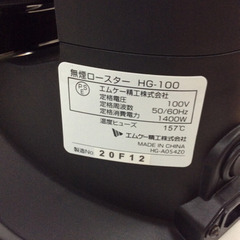 無煙ロースター HG-100
PS
E
エムケー精工株式会社
定格電圧 100V
定格周波数 50/60Hz
定格消費電力 1400W
温度ヒューズ 157℃
エムケー精工株式会社
MADE IN CHINA
HG-A054Z0
製造No. 20F12